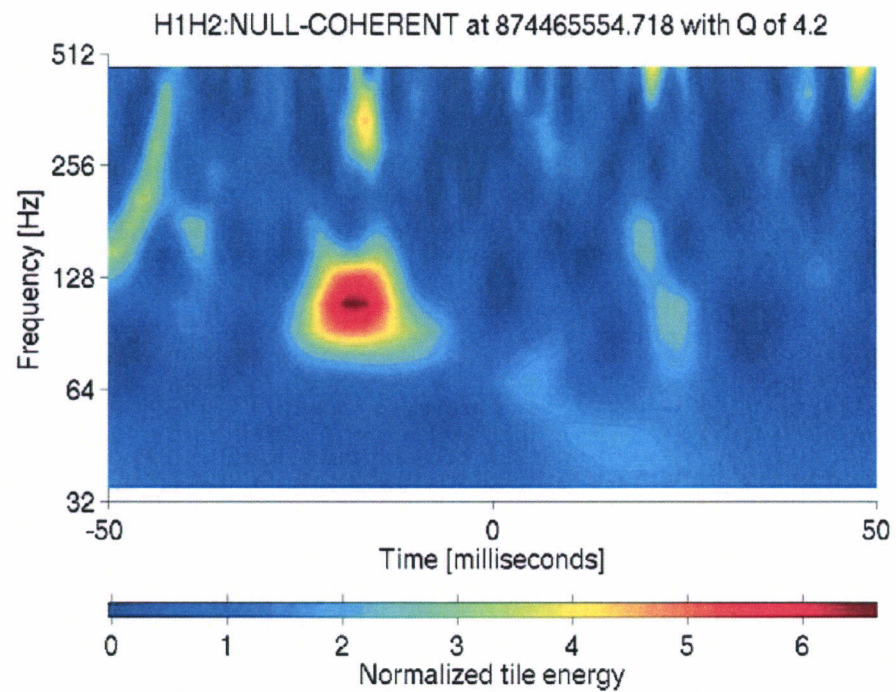 H1H2:NULL-COHERENT at 874465554.718 with Q of 4.2
512
256
128
64
32
Frequency [Hz]
-50 0 50
Time [milliseconds]
0 1 2 3 4 5 6
Normalized tile energy